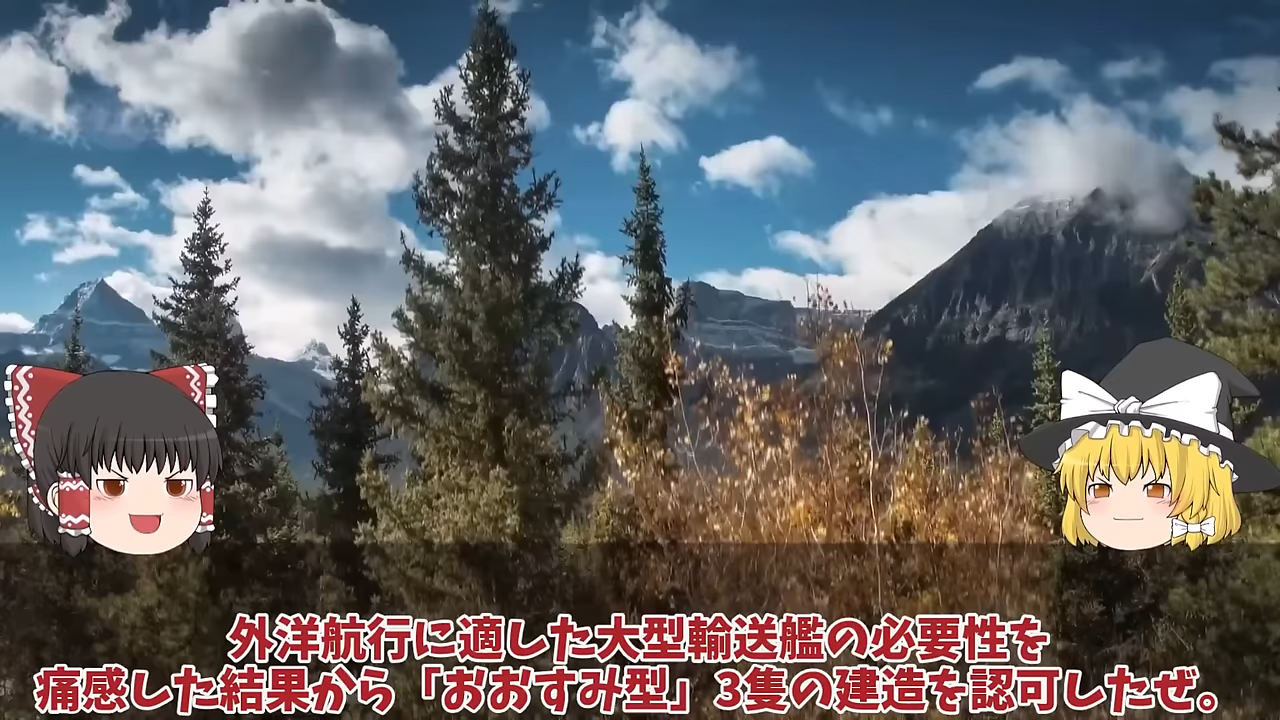 外洋航行に適した大型輸送艦の必要性を
痛感した結果から「おおすみ型」3隻の建造を認可したぜ。